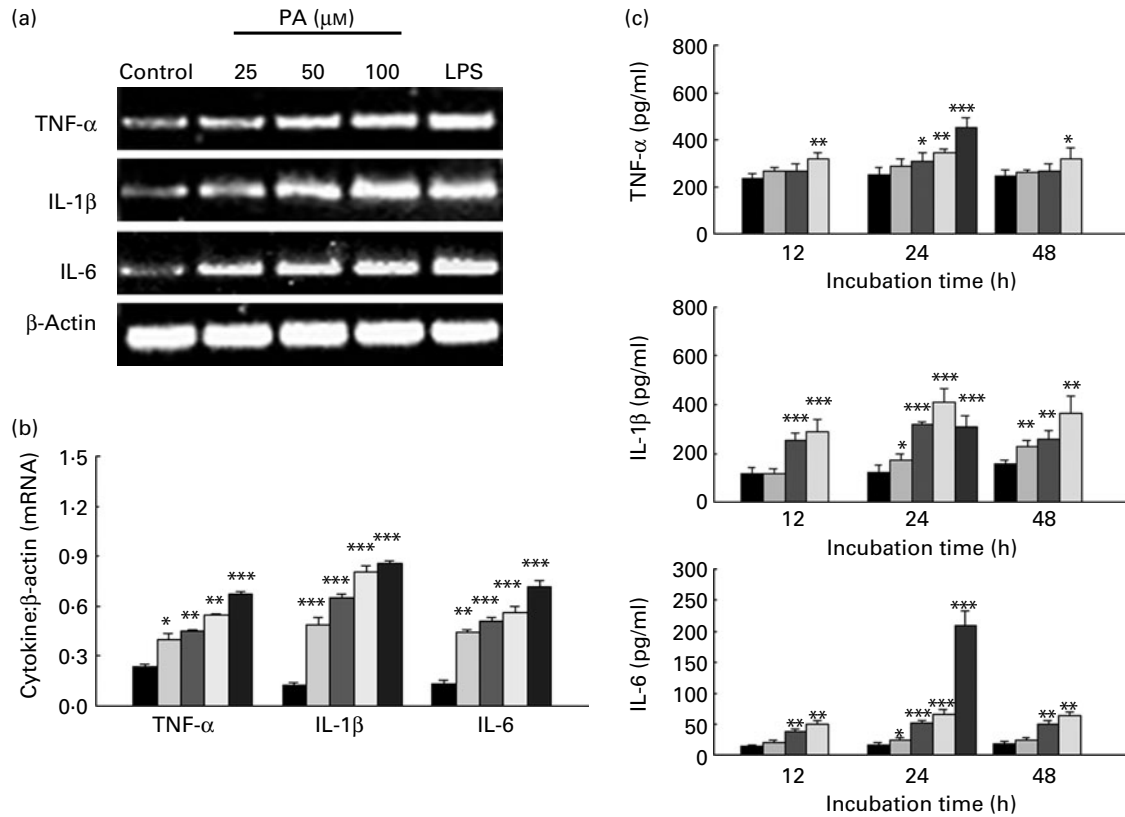 (a)
PA (μM)
Control 25 50 100 LPS
TNF-α
IL-1β
IL-6
β-Actin
(b)
Cytokine:β-actin (mRNA)
1·5
1·2
0·9
0·6
0·3
0·0
* ** ** ***
*** *** *** ***
** *** *** ***
TNF-α IL-1β IL-6
(c)
TNF-α (pg/ml)
800
600
400
200
0
** * ** *** *
12 24 48
Incubation time (h)
IL-1β (pg/ml)
800
600
400
200
0
*** *** * *** *** *** ** ** **
12 24 48
Incubation time (h)
IL-6 (pg/ml)
300
250
200
150
100
50
0
** ** * *** *** *** ** **
12 24 48
Incubation time (h)